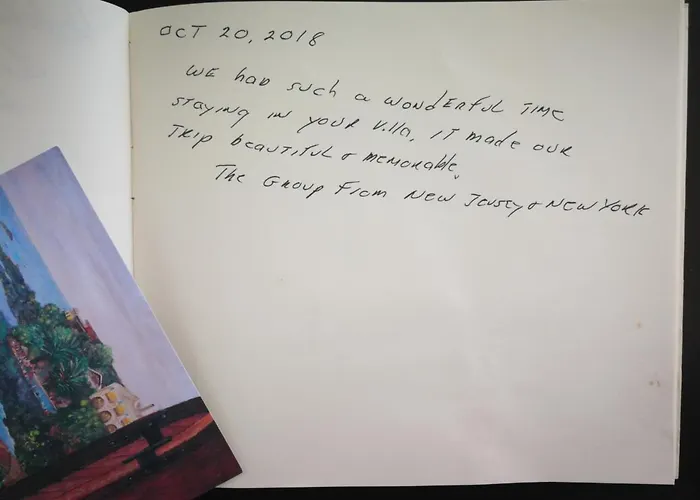 OCT 20, 2018
WE HAD SUCH a WONdERFUL TIME
STAYING IN YOUR VIlla, IT MadE OUR
TRIP bEaUTIFUL & MEMORablE.
ThE GROUP FROM NEW JERSEY & NEW YORK